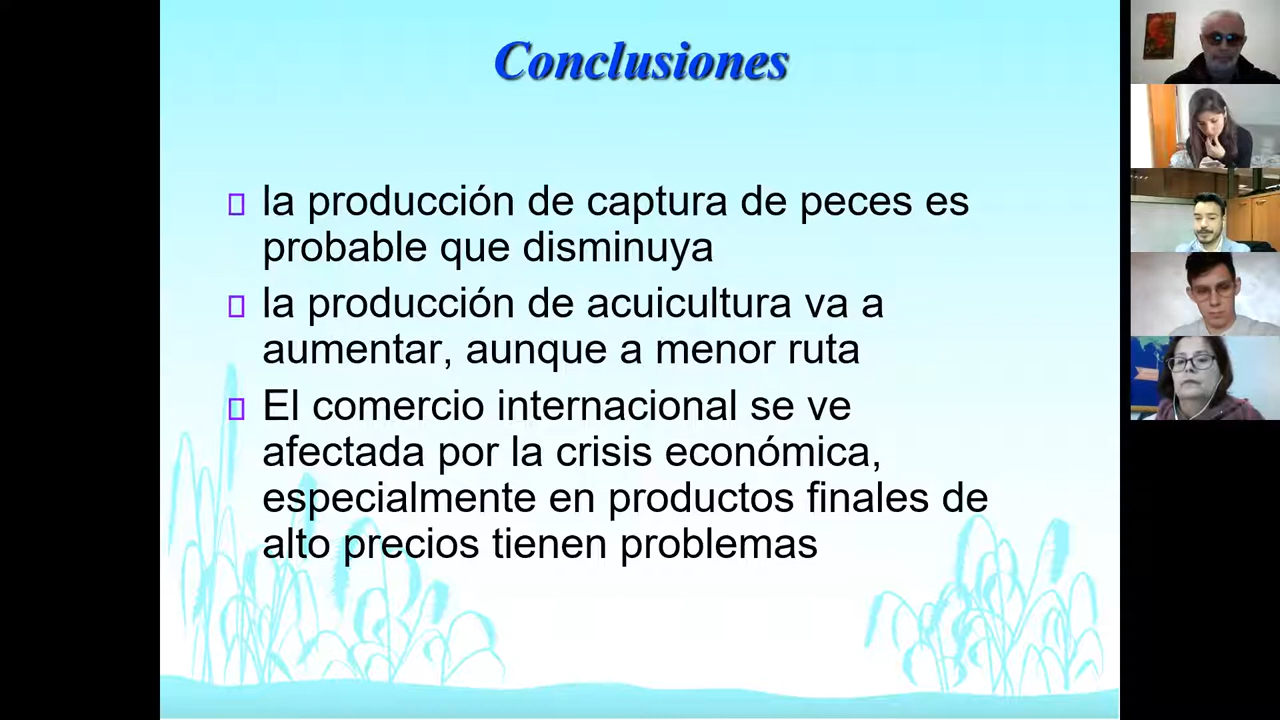 Conclusiones
la producción de captura de peces es
probable que disminuya
la producción de acuicultura va a
aumentar, aunque a menor ruta
El comercio internacional se ve
afectada por la crisis económica,
especialmente en productos finales de
alto precios tienen problemas